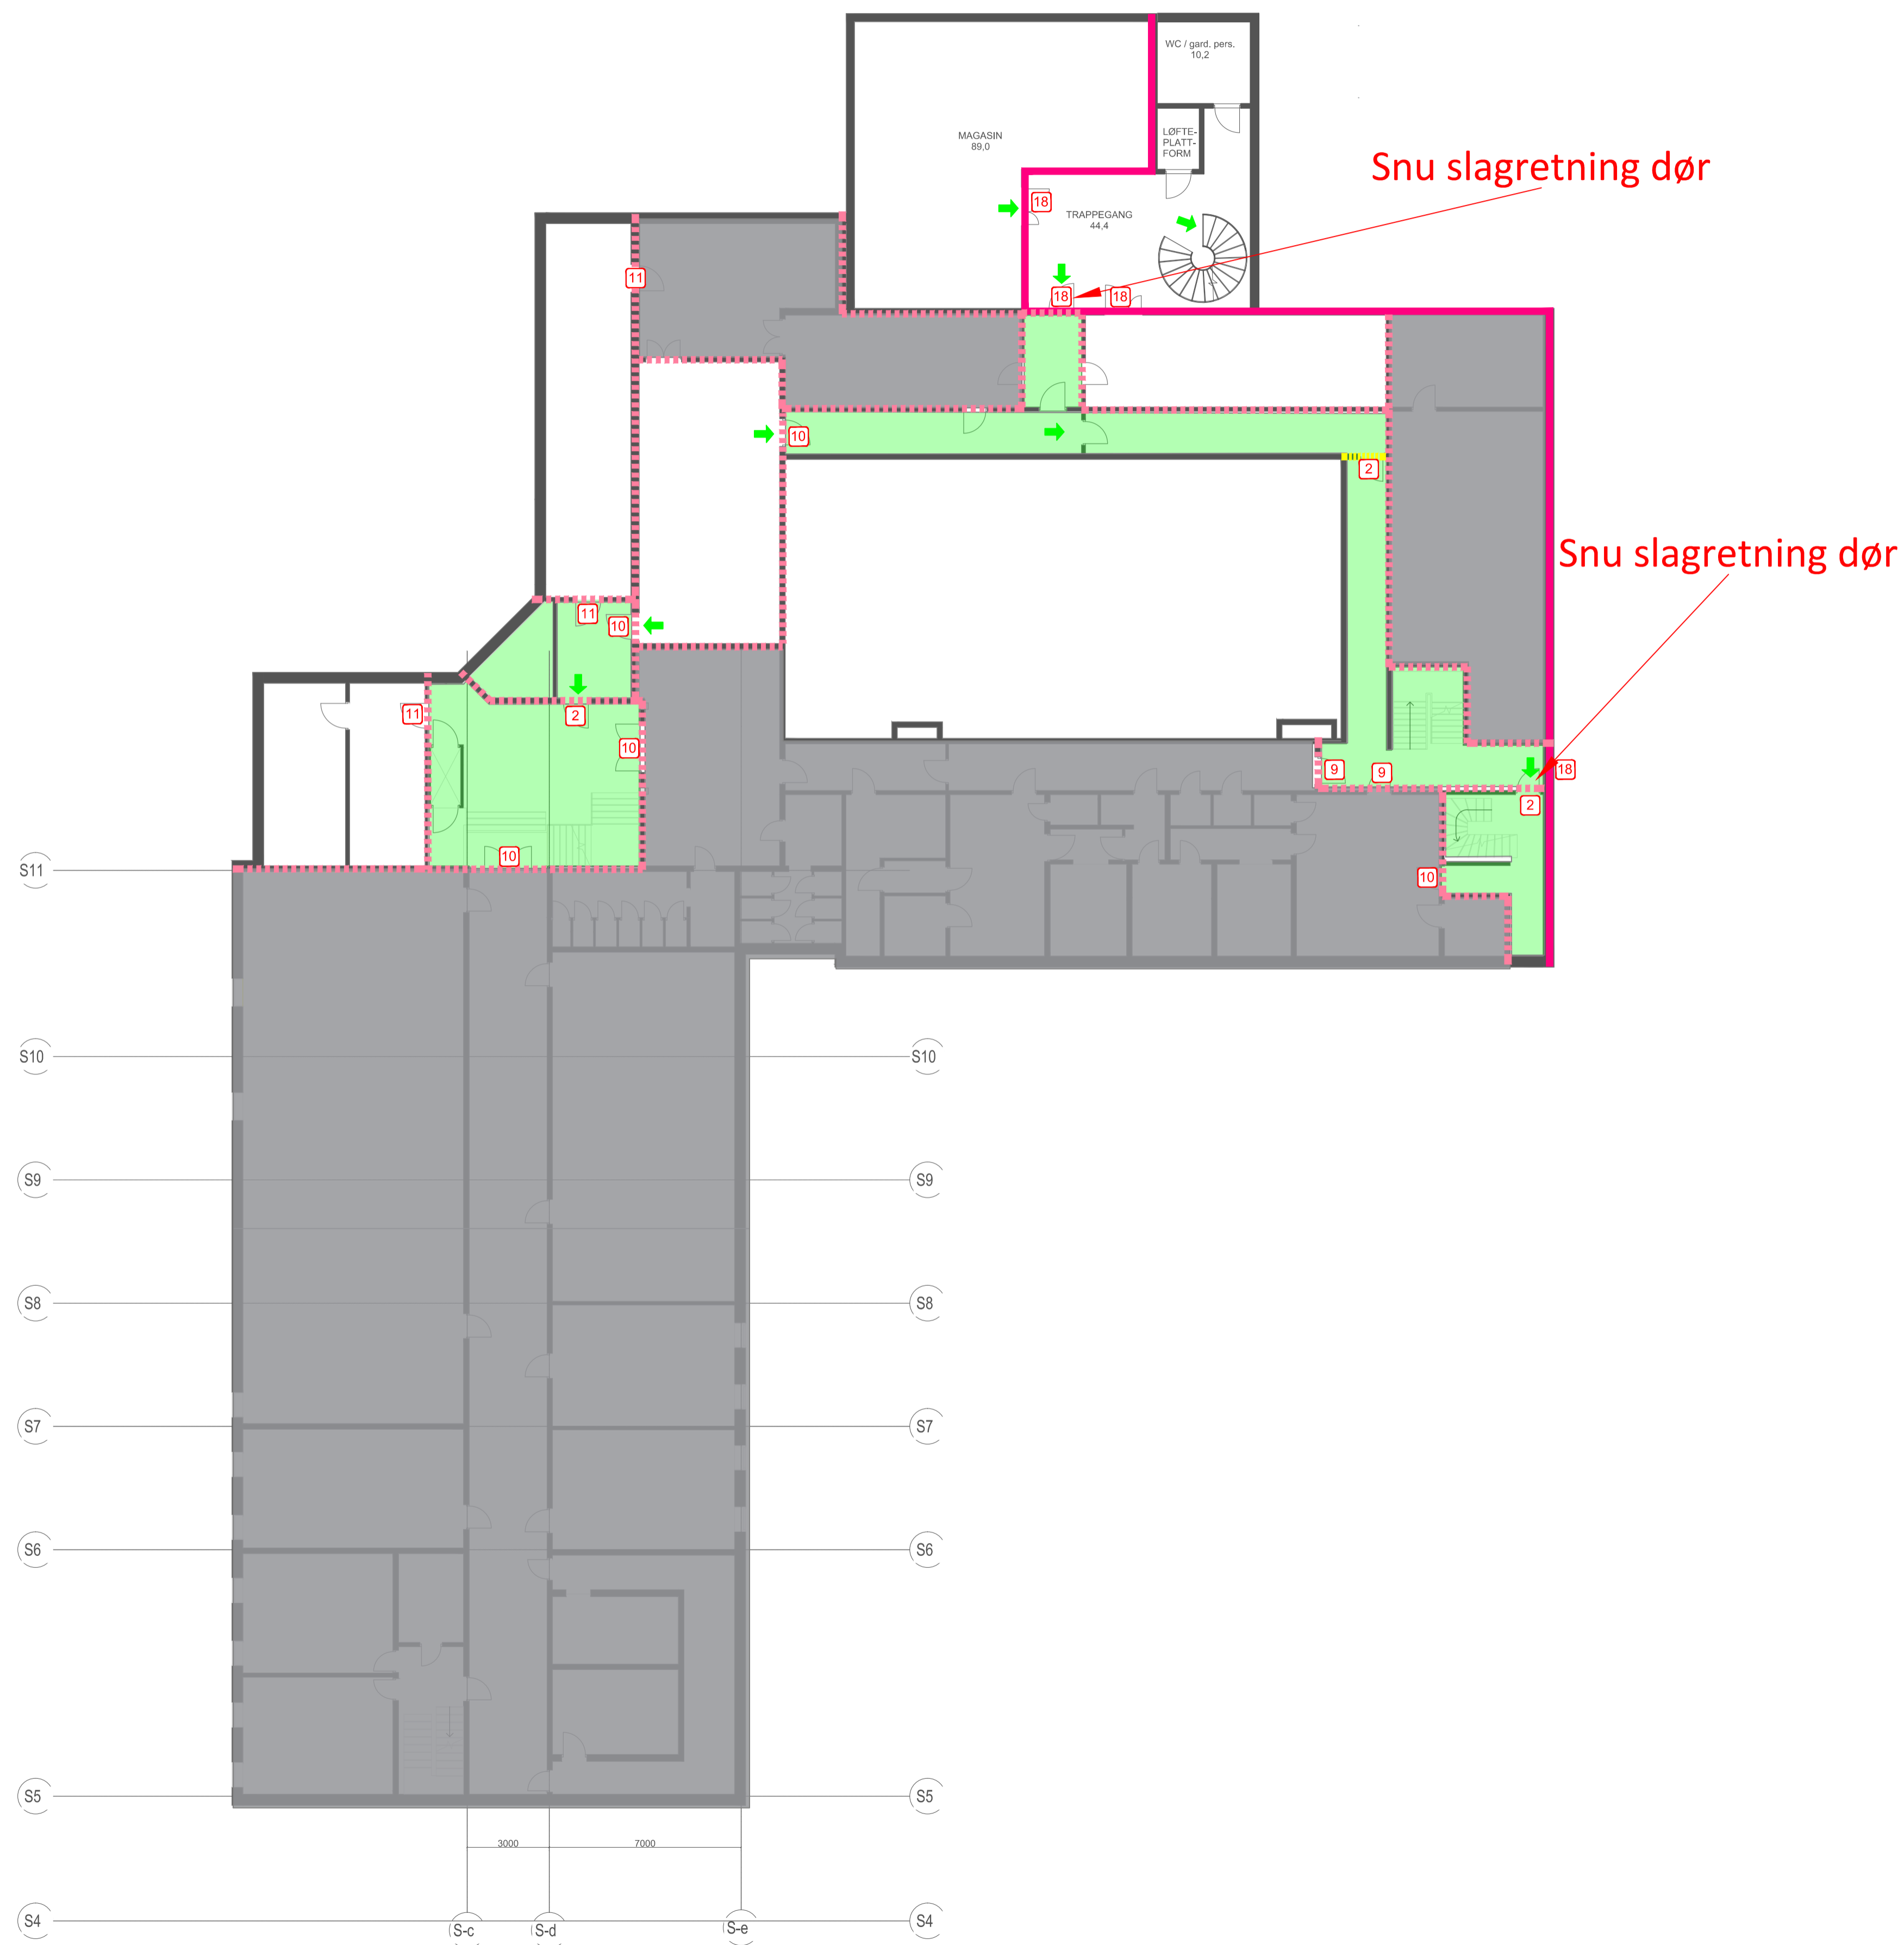 WC / gard. pers.
10,2
LØFTE-
PLATT-
FORM
MAGASIN
89,0
Snu slagretning dør
18
TRAPPEGANG
44,4
11
18
18
10
2
Snu slagretning dør
11
10
11
2
10
9
9
18
2
10
S11
10
S10
S10
S9
S9
S8
S8
S7
S7
S6
S6
S5
S5
3000
7000
S4
S-c
S-d
S-e
S4